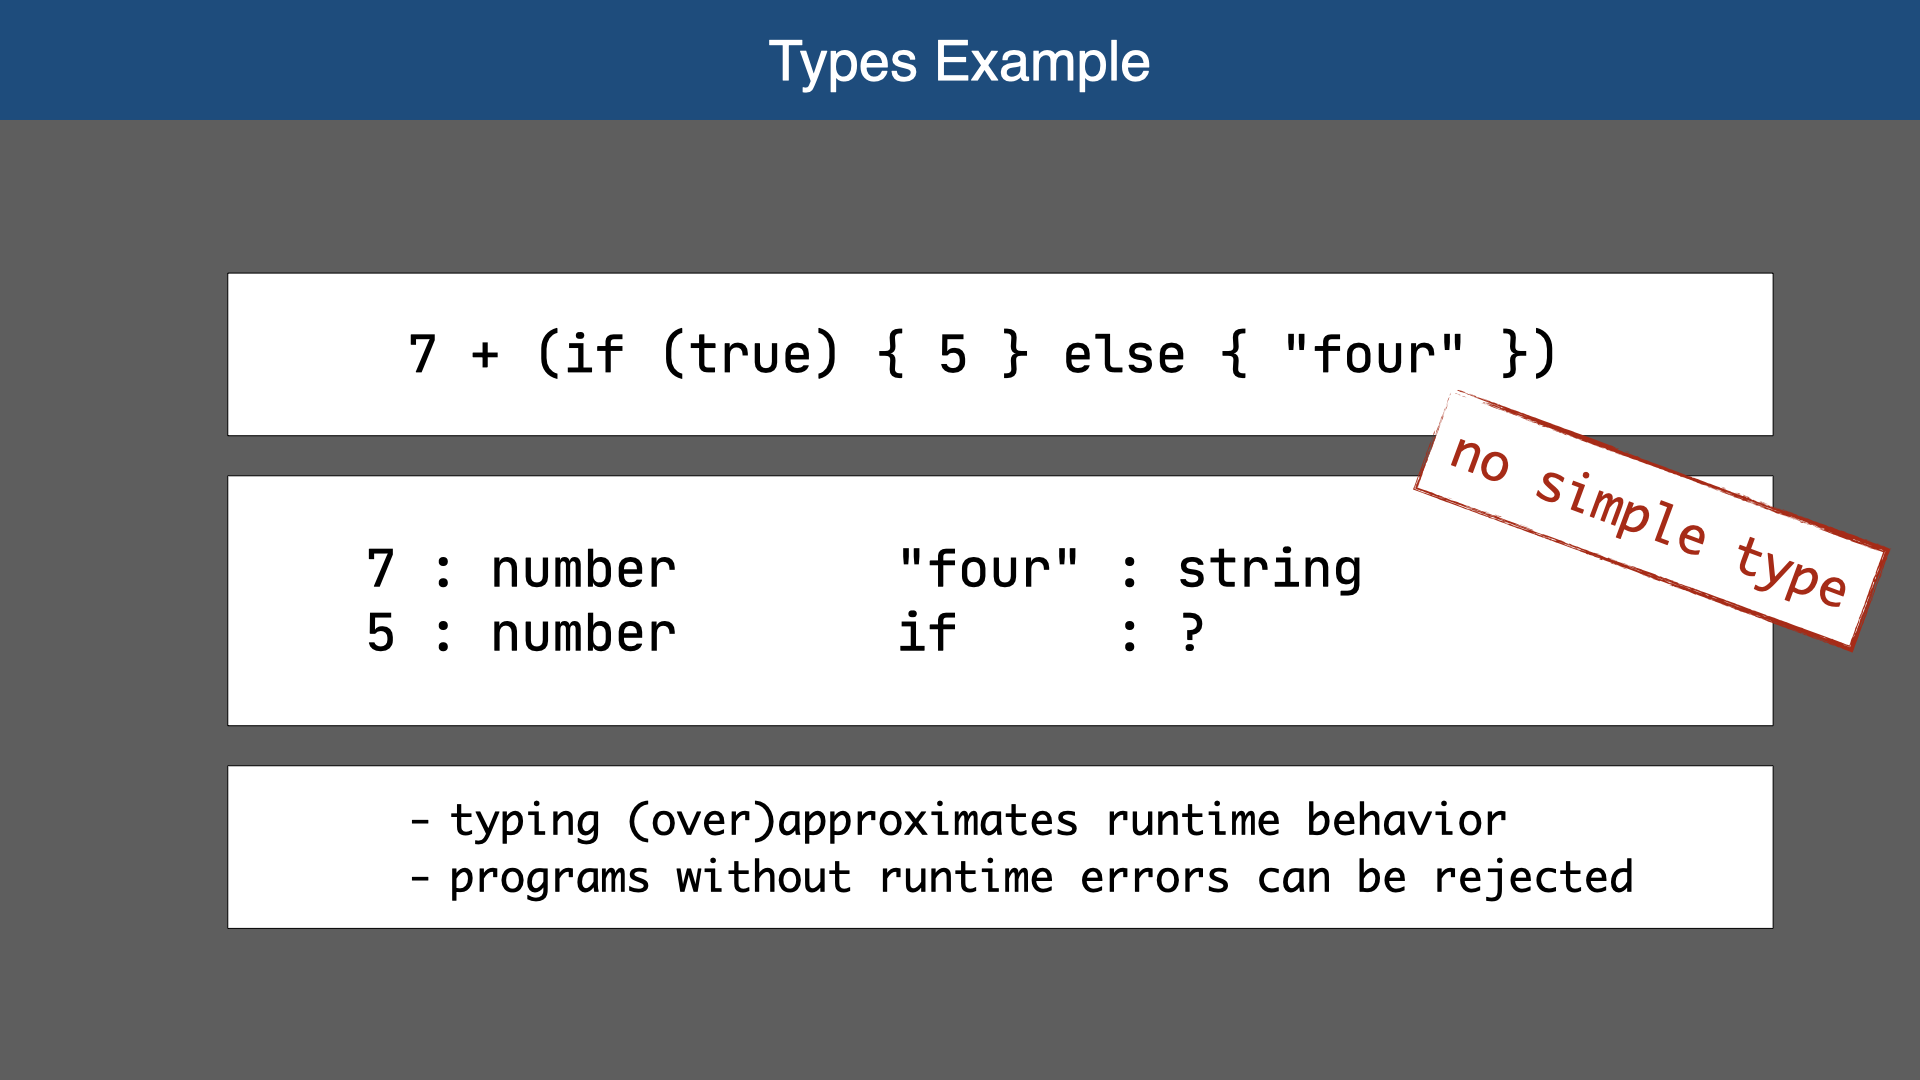 Types Example
7 + (if (true) { 5 } else { "four" })
no simple type
7 : number "four" : string
5 : number if : ?
- typing (over)approximates runtime behavior
- programs without runtime errors can be rejected